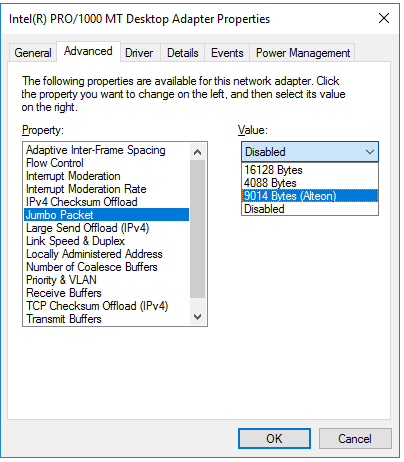 Intel(R) PRO/1000 MT Desktop Adapter Properties
General Advanced Driver Details Events Power Management
The following properties are available for this network adapter. Click
the property you want to change on the left, and then select its value
on the right.
Property:
Adaptive Inter-Frame Spacing
Flow Control
Interrupt Moderation
Interrupt Moderation Rate
IPv4 Checksum Offload
Jumbo Packet
Large Send Offload (IPv4)
Link Speed & Duplex
Locally Administered Address
Number of Coalesce Buffers
Priority & VLAN
Receive Buffers
TCP Checksum Offload (IPv4)
Transmit Buffers
Value:
Disabled
16128 Bytes
4088 Bytes
9014 Bytes (Alteon)
Disabled
OK Cancel